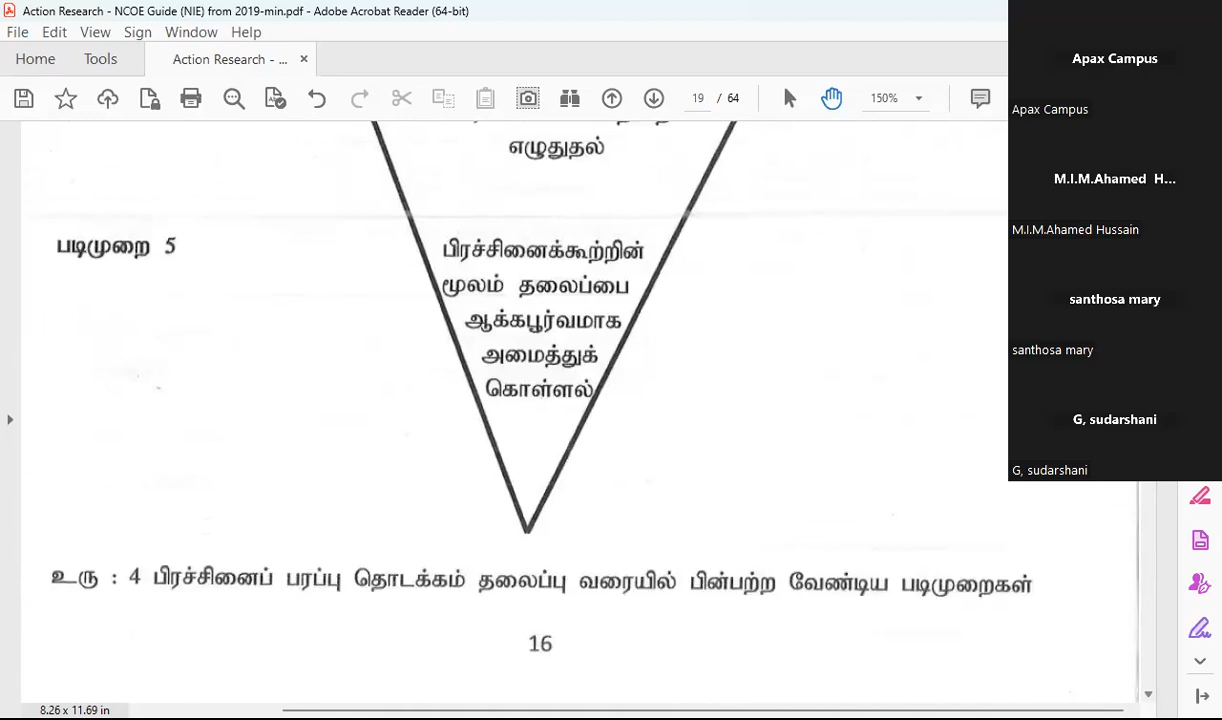 Action Research - NCOE Guide (NIE) from 2019-min.pdf - Adobe Acrobat Reader (64-bit)
File Edit View Sign Window Help
Home Tools Action Research - ... ×
19 / 64 150%
எழுதுதல்
படிமுறை 5
பிரச்சினைக்கூற்றின்
மூலம் தலைப்பை
ஆக்கபூர்வமாக
அமைத்துக்
கொள்ளல்
உரு : 4 பிரச்சினைப் பரப்பு தொடக்கம் தலைப்பு வரையில் பின்பற்ற வேண்டிய படிமுறைகள்
16
8.26 x 11.69 in
Apax Campus
Apax Campus
M.I.M.Ahamed H...
M.I.M.Ahamed Hussain
santhosa mary
santhosa mary
G, sudarshani
G, sudarshani